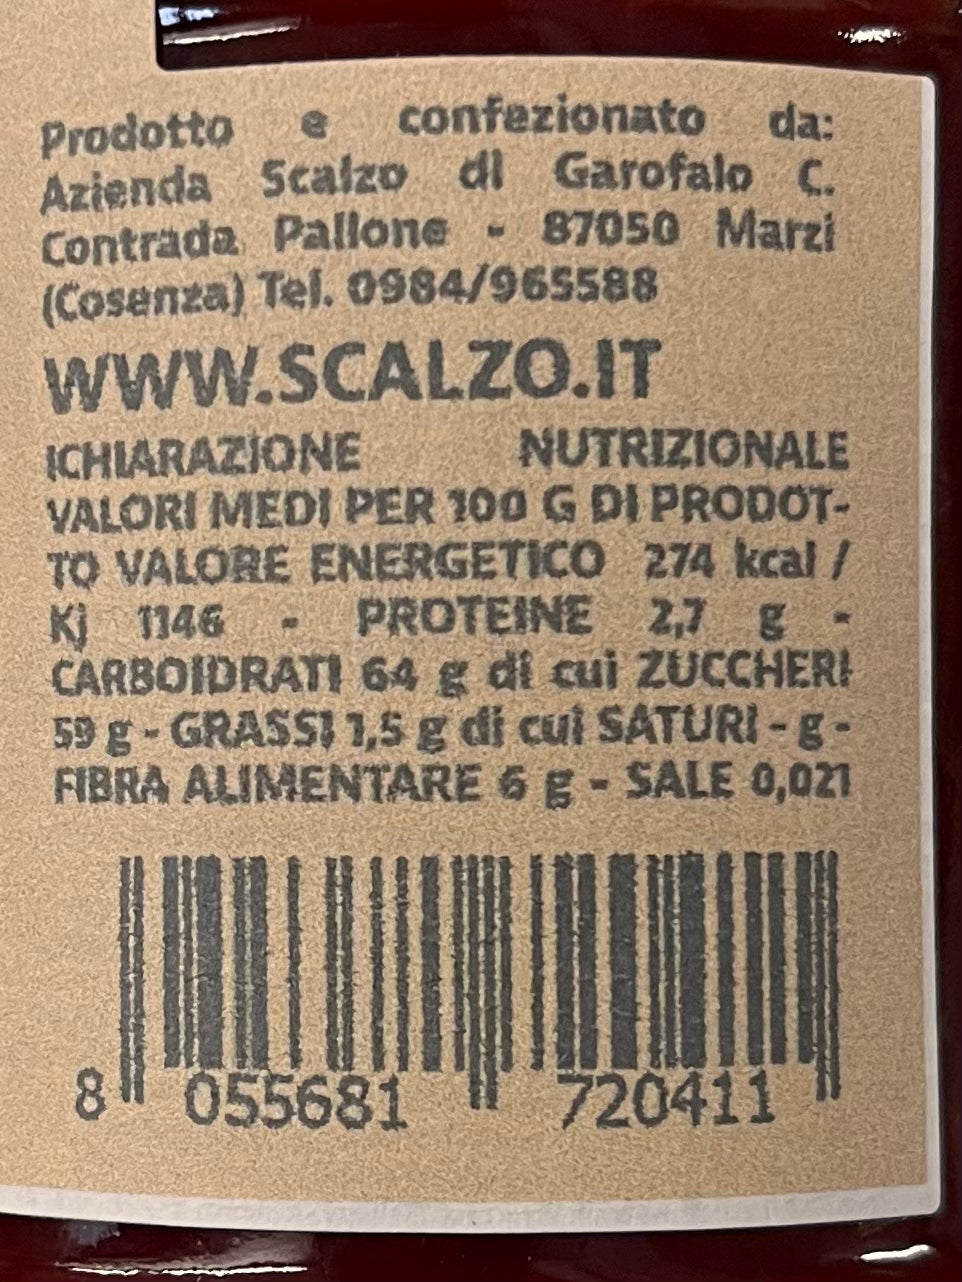 Prodotto e confezionato da:
Azienda Scalzo di Garofalo C.
Contrada Pallone - 87050 Marzi
(Cosenza) Tel. 0984/965588
WWW.SCALZO.IT
ICHIARAZIONE NUTRIZIONALE
VALORI MEDI PER 100 G DI PRODOT-
TO VALORE ENERGETICO 274 kcal /
Kj 1146 - PROTEINE 2,7 g -
CARBOIDRATI 64 g di cui ZUCCHERI
59 g - GRASSI 1,5 g di cui SATURI - g -
FIBRA ALIMENTARE 6 g - SALE 0,021
8 055681 720411